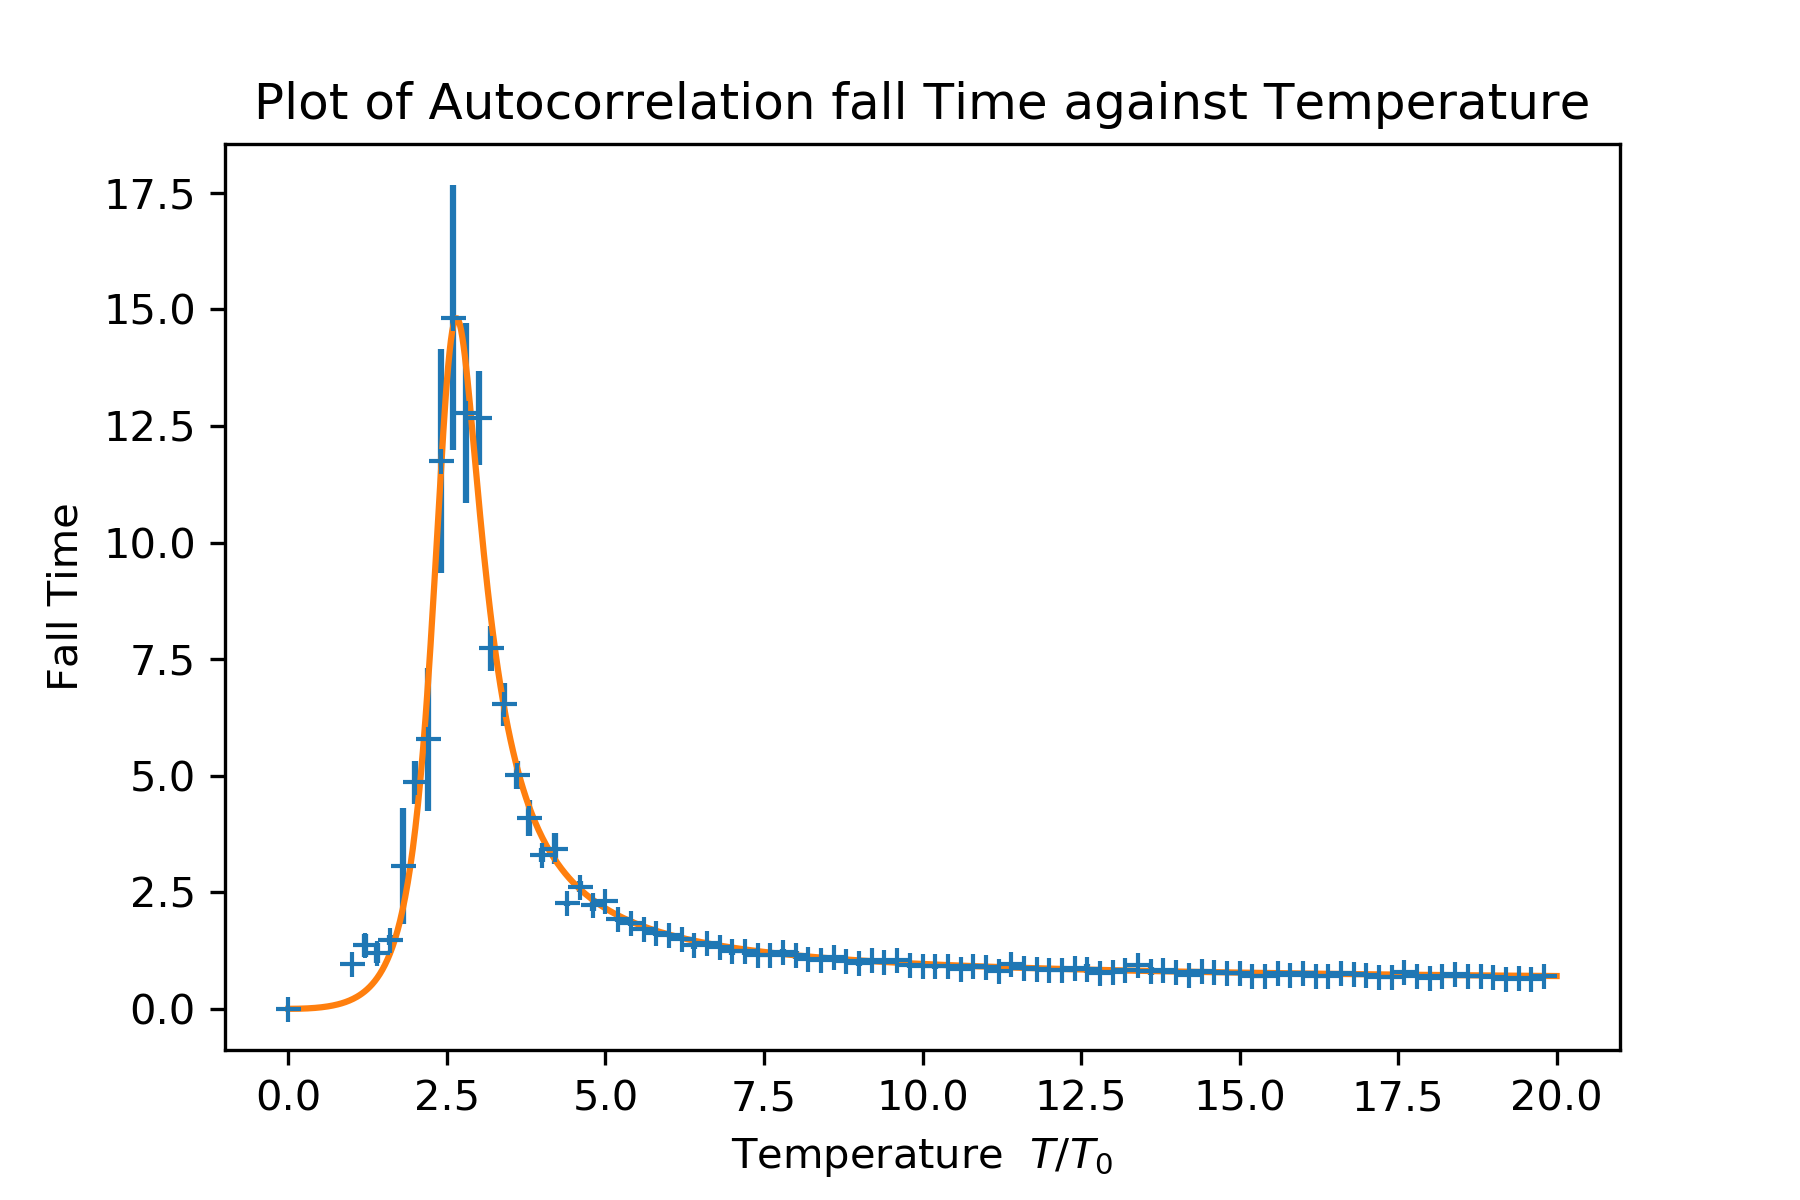 Plot of Autocorrelation fall Time against Temperature
17.5
15.0
12.5
10.0
7.5
5.0
2.5
0.0
Fall Time
0.0 2.5 5.0 7.5 10.0 12.5 15.0 17.5 20.0
Temperature T/T₀